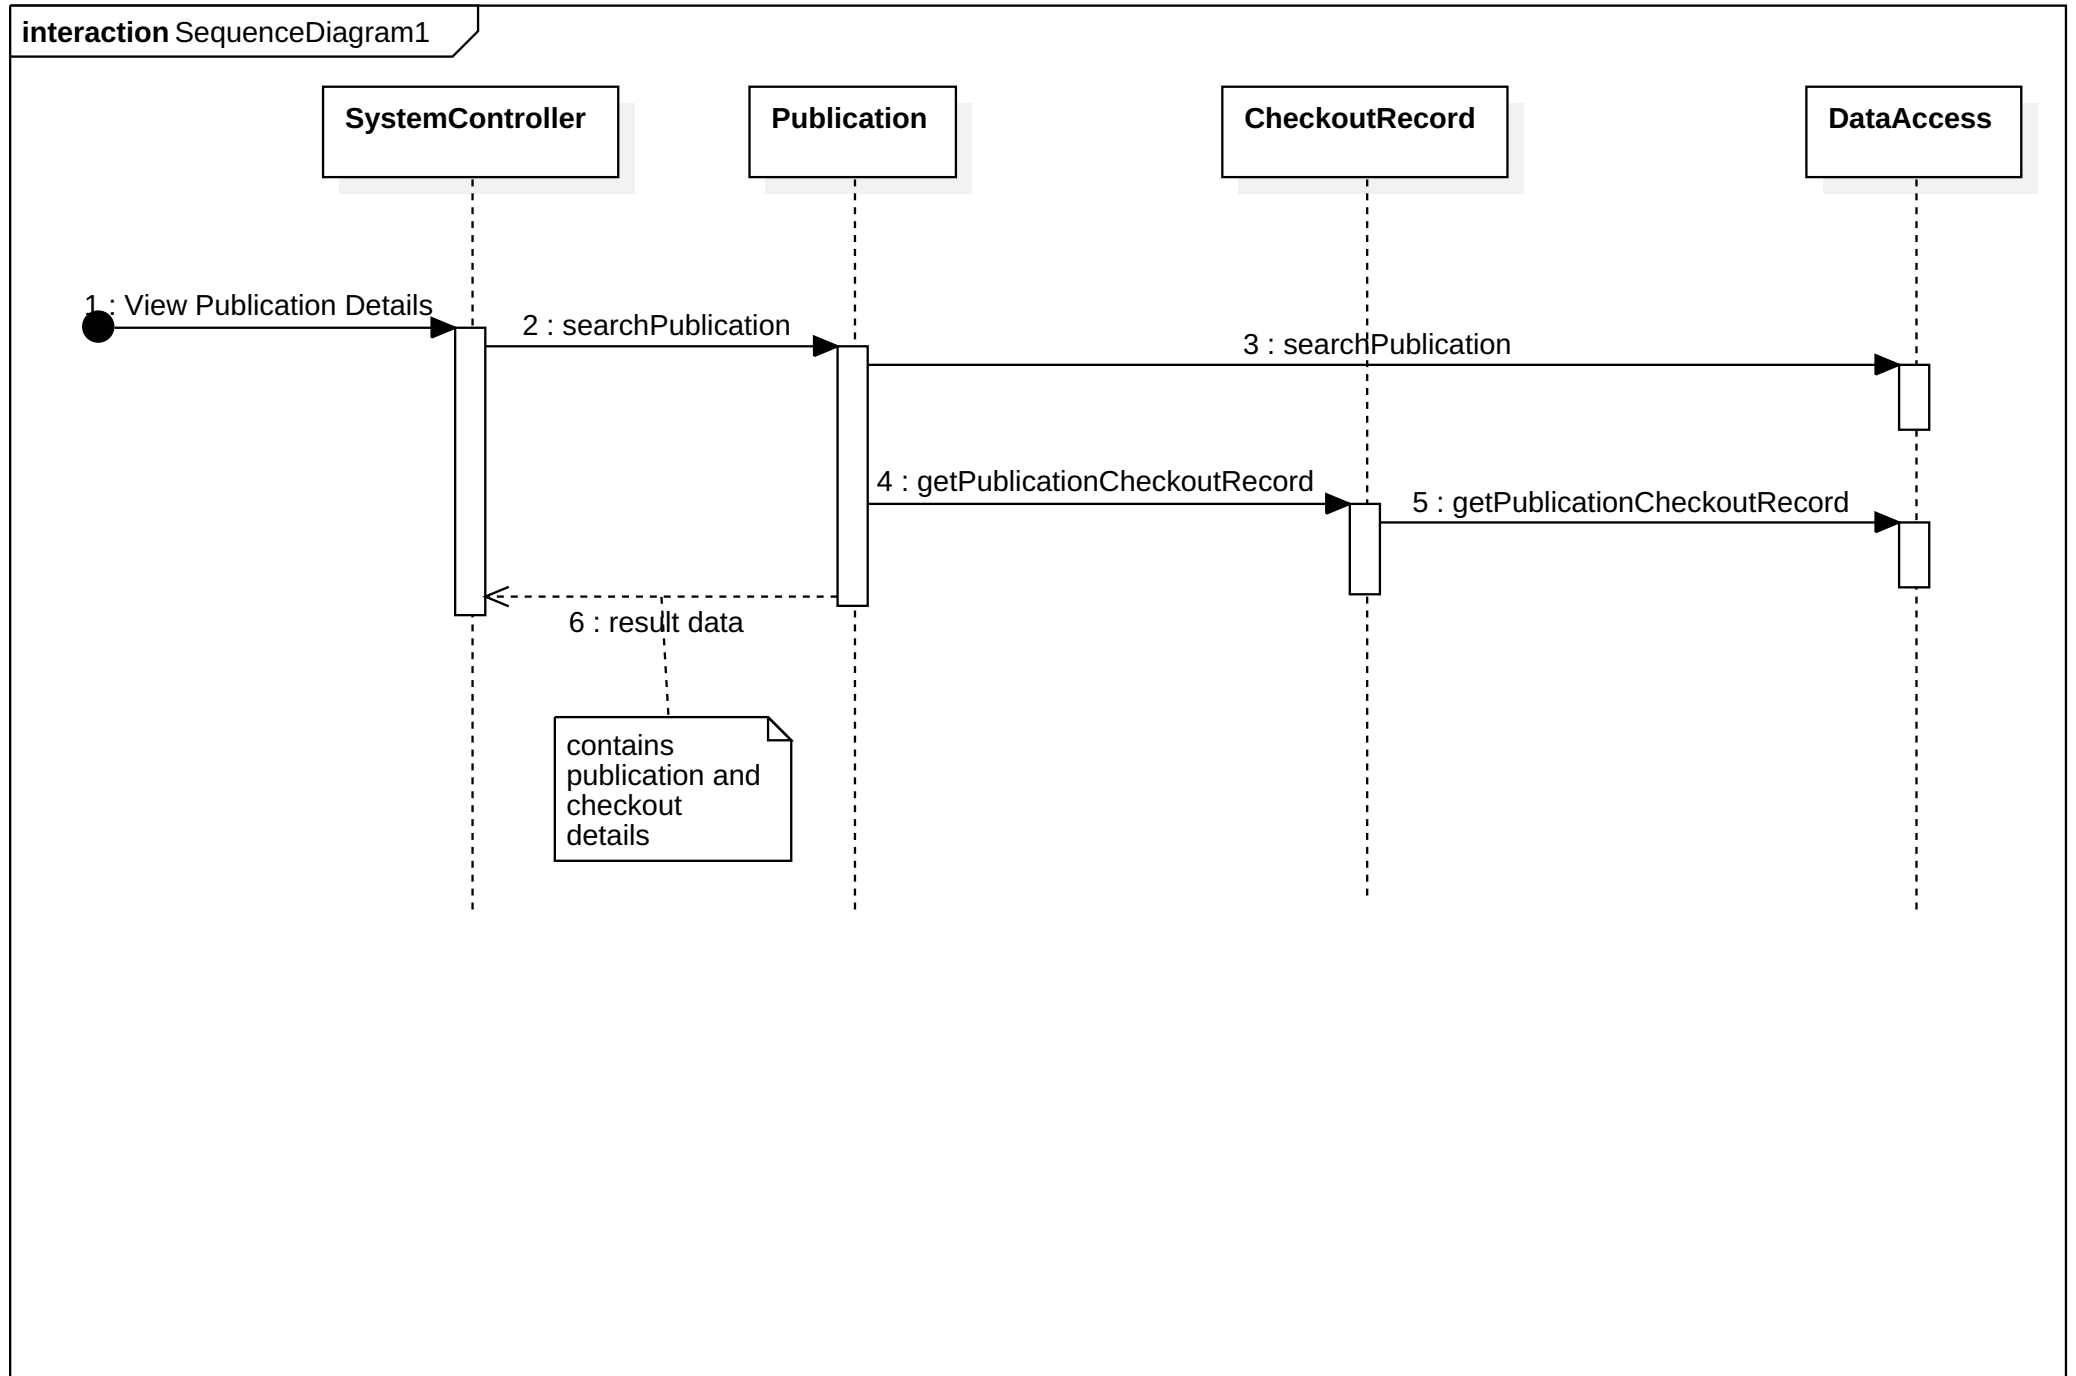 interaction SequenceDiagram1
SystemController
Publication
CheckoutRecord
DataAccess
1 : View Publication Details
2 : searchPublication
3 : searchPublication
4 : getPublicationCheckoutRecord
5 : getPublicationCheckoutRecord
6 : result data
contains
publication and
checkout
details